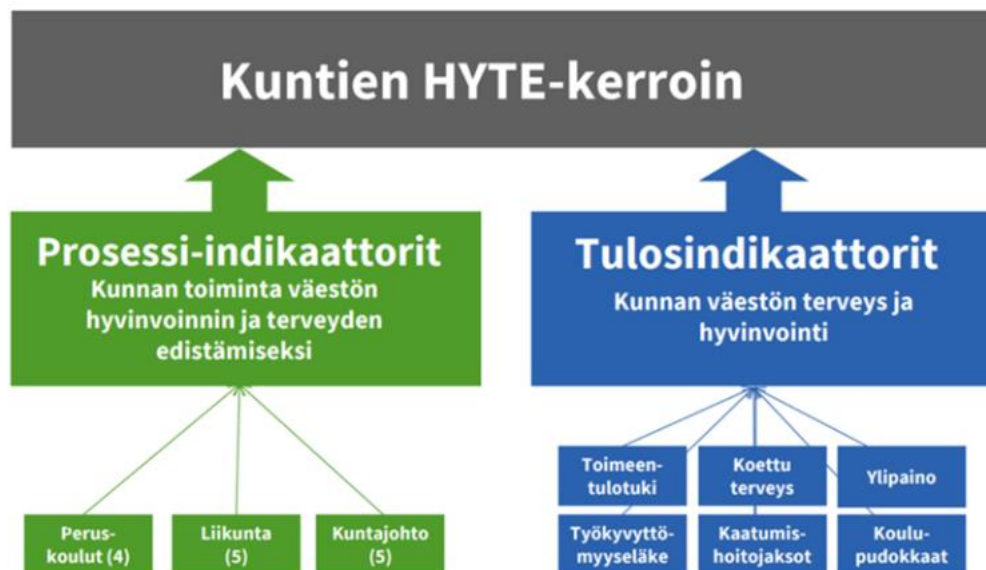 Kuntien HYTE-kerroin
Prosessi-indikaattorit
Kunnan toiminta väestön
hyvinvoinnin ja terveyden
edistämiseksi
Tulosindikaattorit
Kunnan väestön terveys ja
hyvinvointi
Perus-
koulut (4)
Liikunta
(5)
Kuntajohto
(5)
Toimeen-
tulotuki
Koettu
terveys
Ylipaino
Työkyvyttö-
myyseläke
Kaatumis-
hoitojaksot
Koulu-
pudokkaat